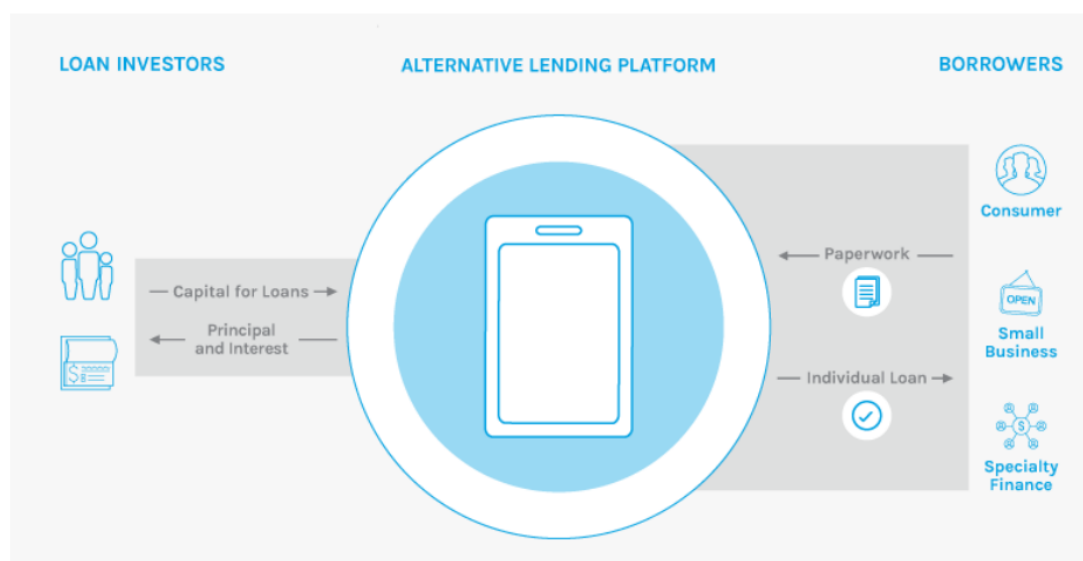 LOAN INVESTORS
ALTERNATIVE LENDING PLATFORM
BORROWERS
Consumer
Paperwork
Capital for Loans
OPEN
Principal
and Interest
Small
Business
Individual Loan
$
$
Specialty
Finance